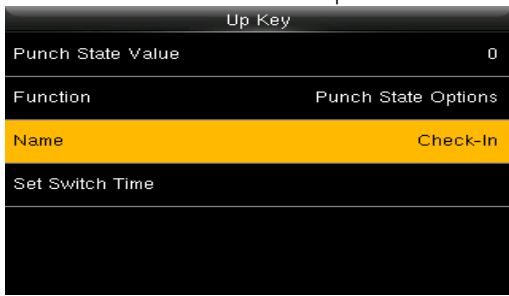 Up Key
Punch State Value 0
Function Punch State Options
Name Check-In
Set Switch Time